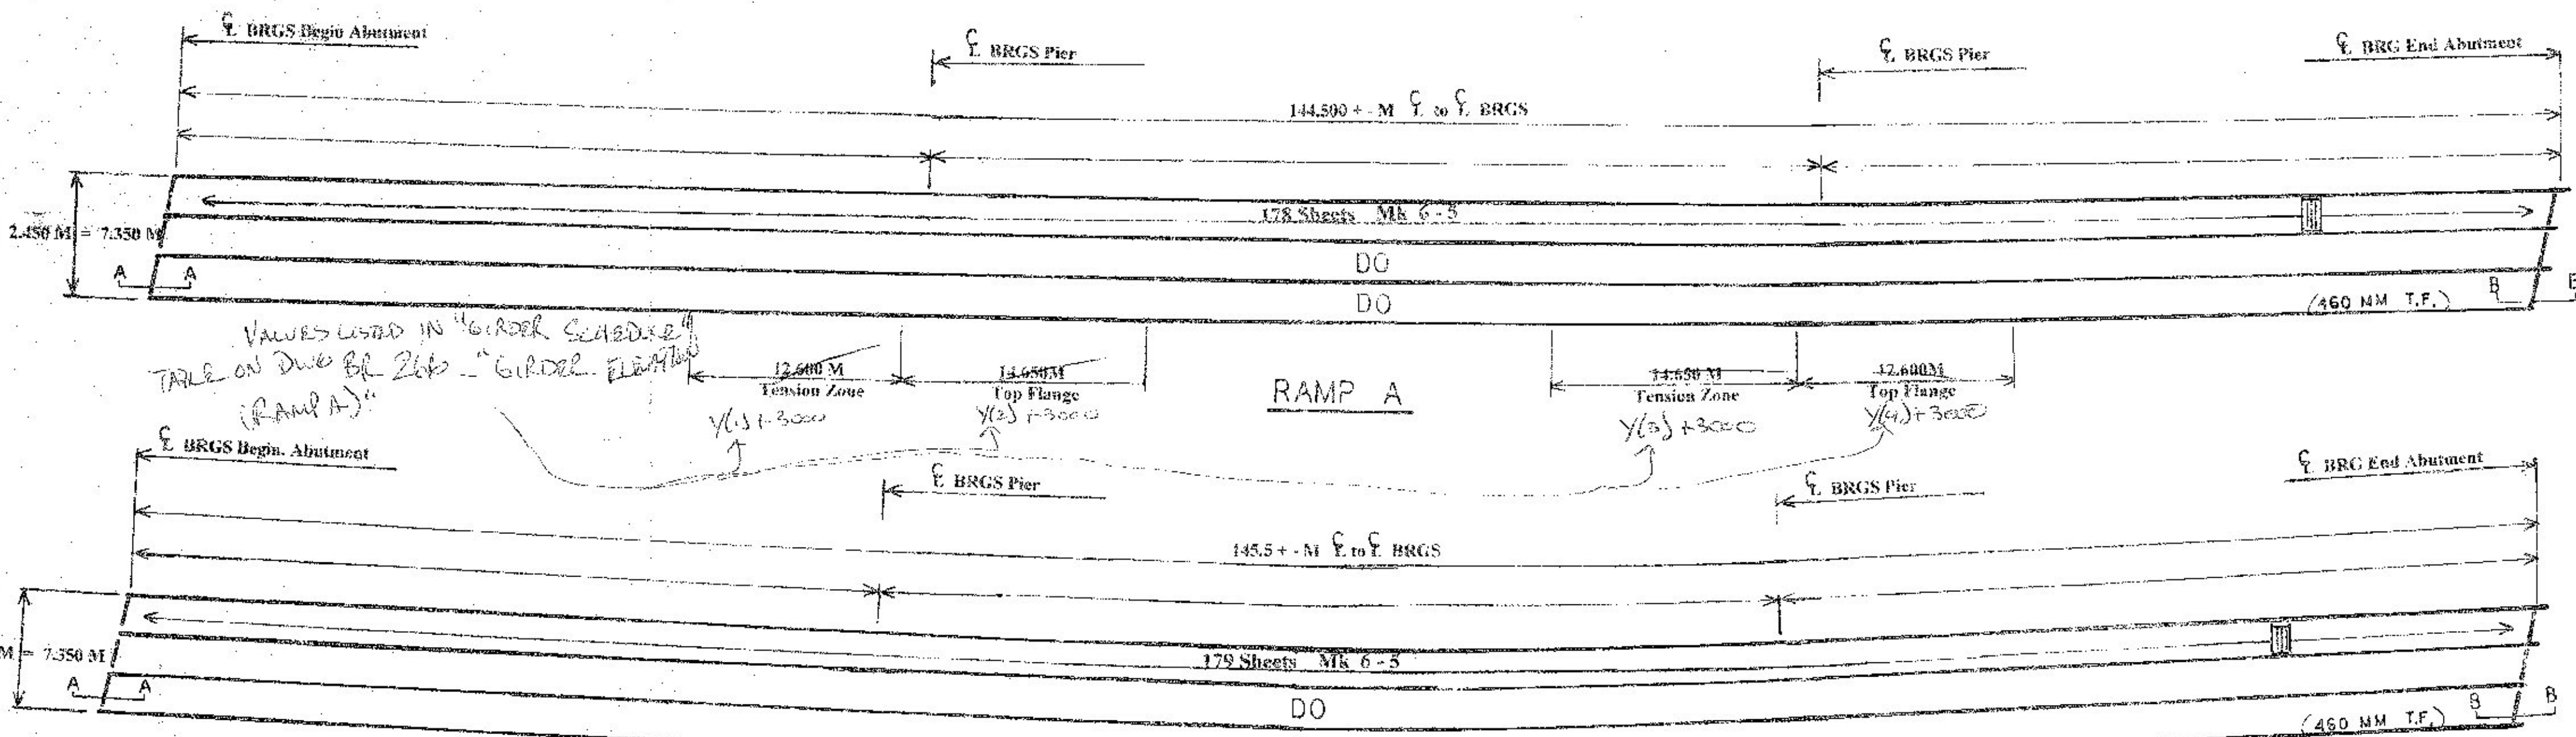 ℄ BRGS Begin Abutment
℄ BRGS Pier
℄ BRGS Pier
℄ BRG End Abutment
144.500 + - M ℄ to ℄ BRGS
178 Sheets Mk 6 - 5
2.450 M = 7.350 M
DO
A A
DO
(460 MM T.F.)
B B
VALUES LISTED IN "GIRDER SCHEDULE"
TABLE ON DWG BR - "GIRDER ELEVATION
(RAMP A)"
12.600 M
Tension Zone
Y(1)+3000
14.650M
Top Flange
Y(2)+3000
RAMP A
14.650 M
Tension Zone
Y(3)+3000
12.600M
Top Flange
Y(4)+3000
℄ BRGS Begin. Abutment
℄ BRGS Pier
℄ BRGS Pier
℄ BRG End Abutment
145.5 + - M ℄ to ℄ BRGS
179 Sheets Mk 6 - 5
M = 7.350 M
A A
DO
(460 MM T.F.)
B B